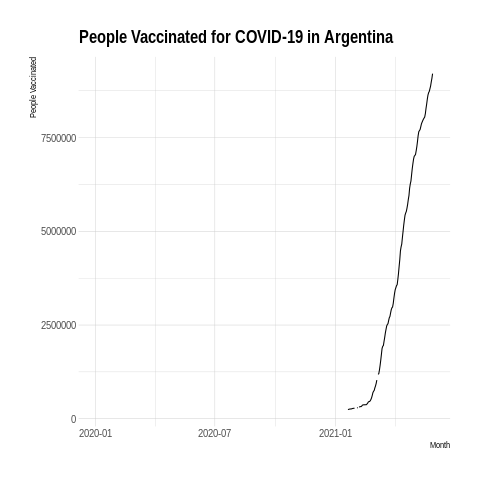 People Vaccinated for COVID-19 in Argentina
People Vaccinated
7500000
5000000
2500000
0
2020-01 2020-07 2021-01
Month